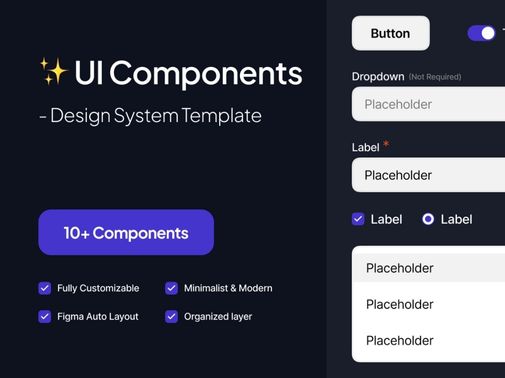 ✨ UI Components
- Design System Template
10+ Components
Fully Customizable
Minimalist & Modern
Figma Auto Layout
Organized layer
Button
Dropdown (Not Required)
Placeholder
Label *
Placeholder
Label
Label
Placeholder
Placeholder
Placeholder